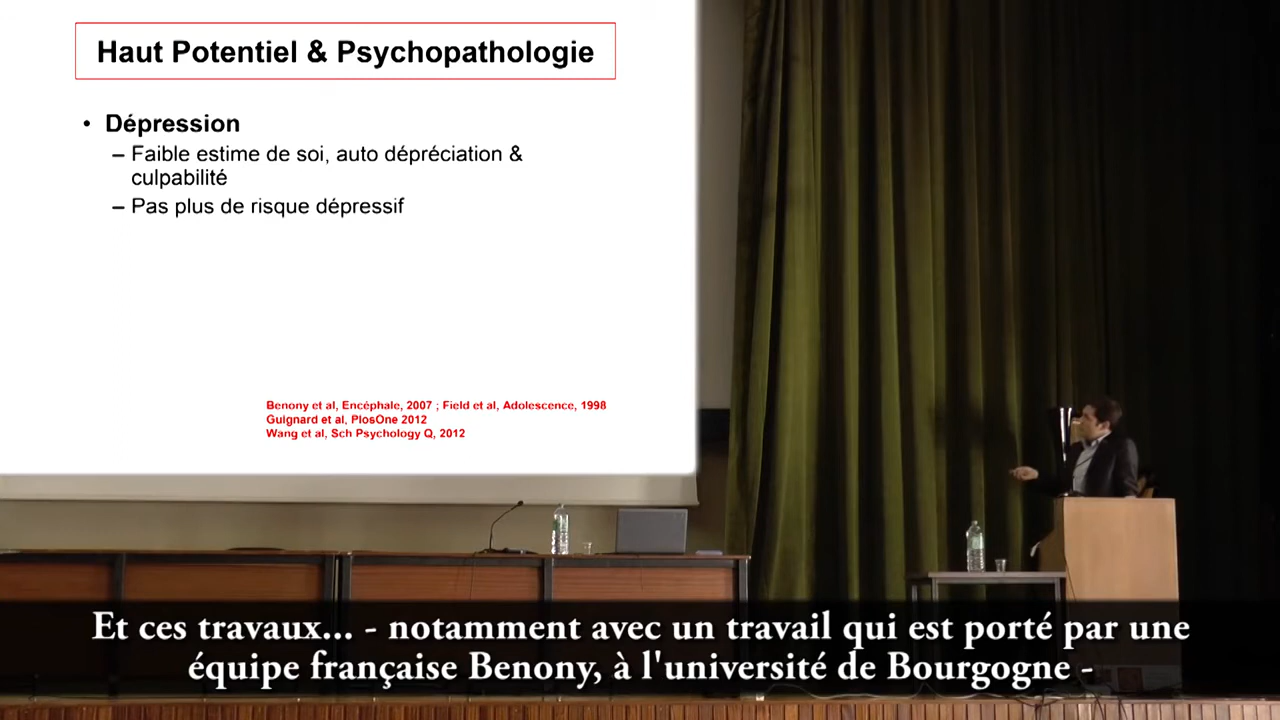 Haut Potentiel & Psychopathologie
• Dépression
– Faible estime de soi, auto dépréciation &
culpabilité
– Pas plus de risque dépressif
Benony et al, Encéphale, 2007 ; Field et al, Adolescence, 1998
Guignard et al, PlosOne 2012
Wang et al, Sch Psychology Q, 2012
Et ces travaux... - notamment avec un travail qui est porté par une
équipe française Benony, à l'université de Bourgogne -